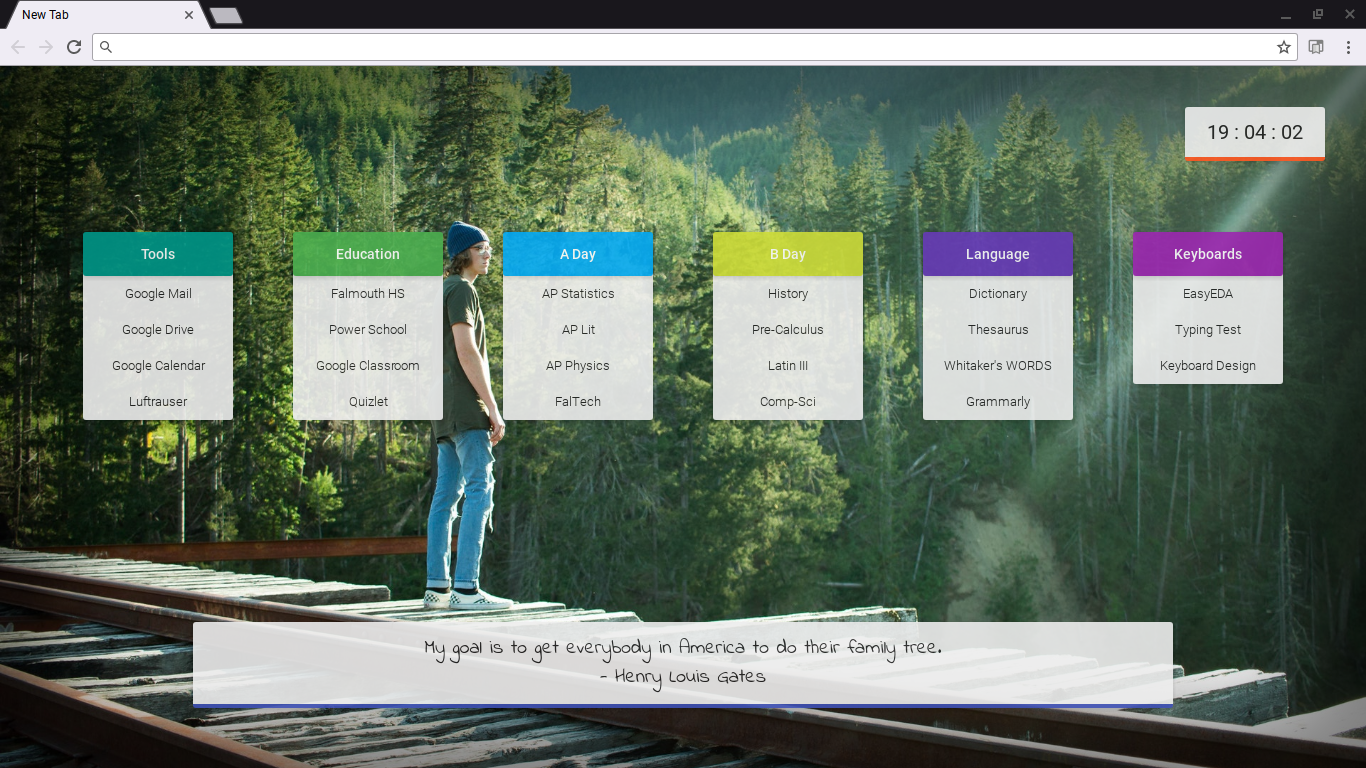 New Tab
19 : 04 : 02
Tools
Google Mail
Google Drive
Google Calendar
Luftrauser
Education
Falmouth HS
Power School
Google Classroom
Quizlet
A Day
AP Statistics
AP Lit
AP Physics
FalTech
B Day
History
Pre-Calculus
Latin III
Comp-Sci
Language
Dictionary
Thesaurus
Whitaker's WORDS
Grammarly
Keyboards
EasyEDA
Typing Test
Keyboard Design
My goal is to get everybody in America to do their family tree.
- Henry Louis Gates